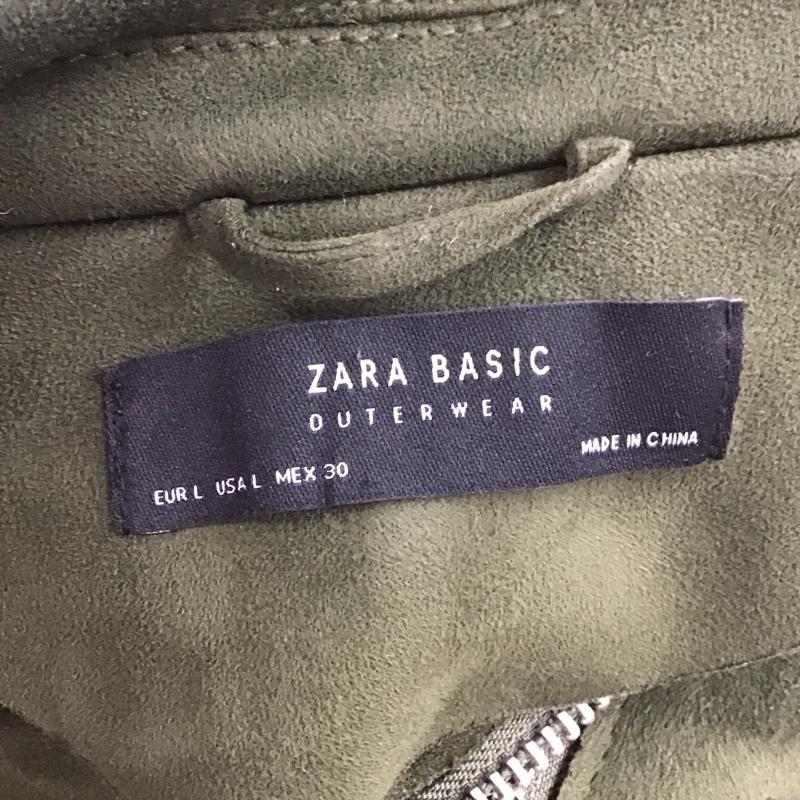 ZARA BASIC
OUTERWEAR
MADE IN CHINA
EUR L USA L MEX 30